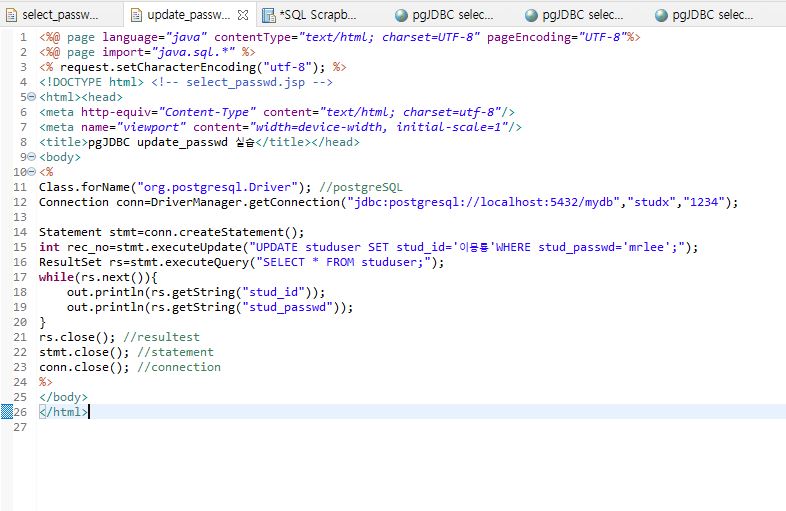 select_passw...
update_passw...
*SQL Scrapb...
pgJDBC selec...
pgJDBC selec...
pgJDBC selec...
1 <%@ page language="java" contentType="text/html; charset=UTF-8" pageEncoding="UTF-8"%>
2 <%@ page import="java.sql.*" %>
3 <% request.setCharacterEncoding("utf-8"); %>
4 <!DOCTYPE html> <!-- select_passwd.jsp -->
5 <html><head>
6 <meta http-equiv="Content-Type" content="text/html; charset=utf-8"/>
7 <meta name="viewport" content="width=device-width, initial-scale=1"/>
8 <title>pgJDBC update_passwd 실습</title></head>
9 <body>
10 <%
11 Class.forName("org.postgresql.Driver"); //postgreSQL
12 Connection conn=DriverManager.getConnection("jdbc:postgresql://localhost:5432/mydb","studx","1234");
13
14 Statement stmt=conn.createStatement();
15 int rec_no=stmt.executeUpdate("UPDATE studuser SET stud_id='이몽룡'WHERE stud_passwd='mrlee';");
16 ResultSet rs=stmt.executeQuery("SELECT * FROM studuser;");
17 while(rs.next()){
18 out.println(rs.getString("stud_id"));
19 out.println(rs.getString("stud_passwd"));
20 }
21 rs.close(); //resultest
22 stmt.close(); //statement
23 conn.close(); //connection
24 %>
25 </body>
26 </html>
27